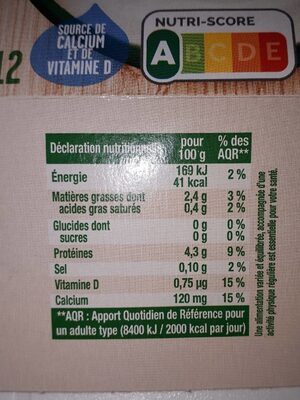 SOURCE DE
CALCIUM
ET DE
VITAMINE D
NUTRI-SCORE
A B C D E
12
Déclaration nutritionnelle pour 100 g % des AQR**
Énergie 169 kJ 2 %
41 kcal
Matières grasses dont 2,4 g 3 %
acides gras saturés 0,4 g 2 %
Glucides dont 0 g 0 %
sucres 0 g 0 %
Protéines 4,3 g 9 %
Sel 0,10 g 2 %
Vitamine D 0,75 µg 15 %
Calcium 120 mg 15 %
**AQR : Apport Quotidien de Référence pour
un adulte type (8400 kJ / 2000 kcal par jour)
Une alimentation variée et équilibrée, accompagnée d'une
activité physique régulière est essentielle pour votre santé.